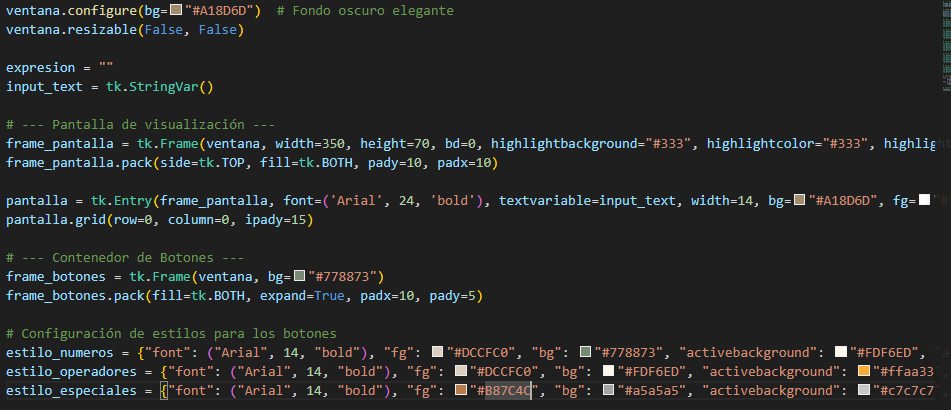 ventana.configure(bg="#A18D6D")  # Fondo oscuro elegante
ventana.resizable(False, False)
expresion = ""
input_text = tk.StringVar()
# --- Pantalla de visualización ---
frame_pantalla = tk.Frame(ventana, width=350, height=70, bd=0, highlightbackground="#333", highlightcolor="#333", highlig
frame_pantalla.pack(side=tk.TOP, fill=tk.BOTH, pady=10, padx=10)
pantalla = tk.Entry(frame_pantalla, font=('Arial', 24, 'bold'), textvariable=input_text, width=14, bg="#A18D6D", fg=
pantalla.grid(row=0, column=0, ipady=15)
# --- Contenedor de Botones ---
frame_botones = tk.Frame(ventana, bg="#778873")
frame_botones.pack(fill=tk.BOTH, expand=True, padx=10, pady=5)
# Configuración de estilos para los botones
estilo_numeros = {"font": ("Arial", 14, "bold"), "fg": "#DCCFC0", "bg": "#778873", "activebackground": "#FDF6ED",
estilo_operadores = {"font": ("Arial", 14, "bold"), "fg": "#DCCFC0", "bg": "#FDF6ED", "activebackground": "#ffaa33
estilo_especiales = {"font": ("Arial", 14, "bold"), "fg": "#B87C4C", "bg": "#a5a5a5", "activebackground": "#c7c7c7